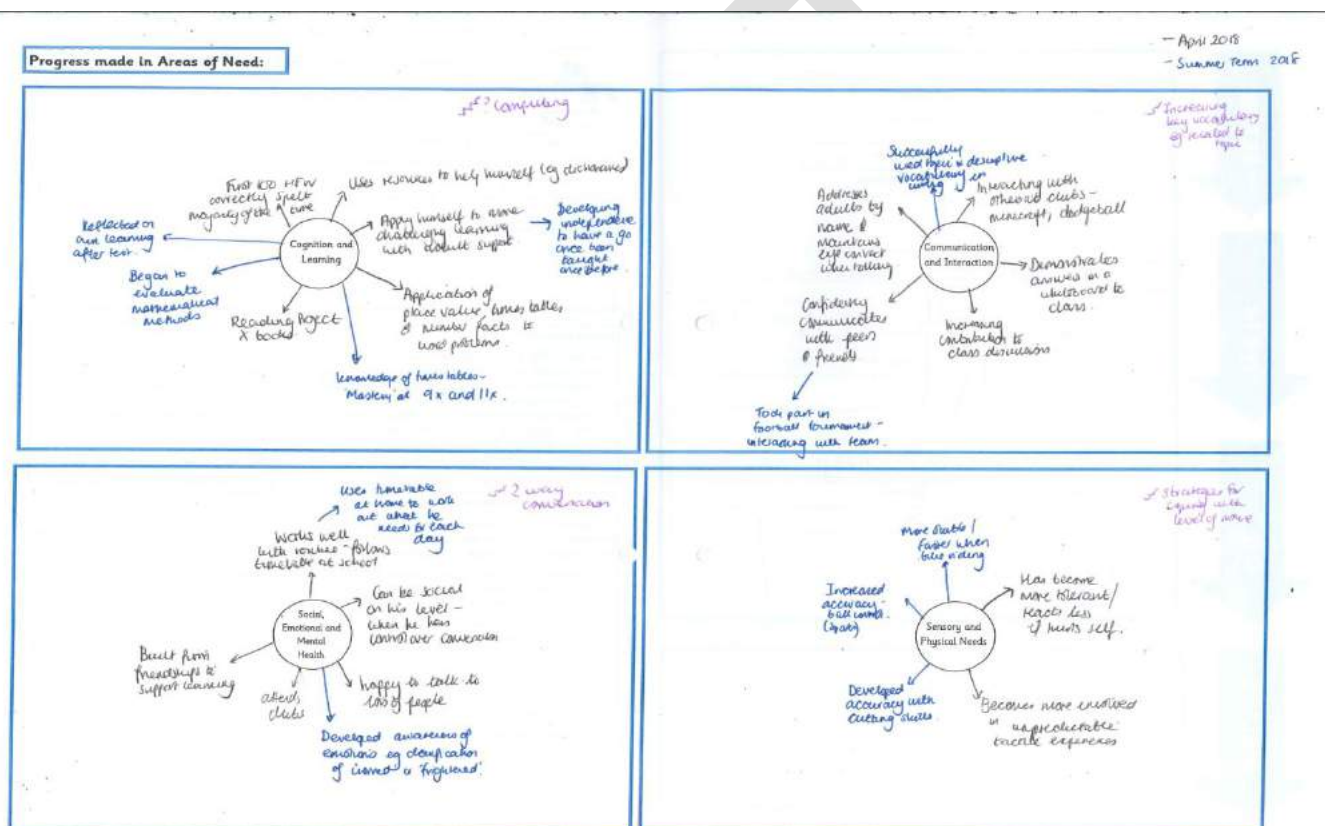 Progress made in Areas of Need:
- April 2018
- Summer Term 2018
? Computing
First 100 HFW
correctly spelt
majority of the time
Uses resources to help himself (eg dictionaries)
Reflected on
own learning
after test.
Apply himself to some
challenging learning
with adult support
Developing
independence
to have a go
once been
taught
once before.
Cognition and
Learning
Began to
evaluate
mathematical
methods
Reading Project
X books.
Application of
place value, times tables
& number facts to
word problems.
knowledge of times tables -
'Mastery' at 9x and 11x.
Increasing
key vocabulary
eg related to
topic
Successfully
used topic & descriptive
vocabulary in
writing
Addresses
adults by
name &
maintains
eye contact
when talking
Interacting with
others @ clubs -
minecraft, dodgeball
Communication
and Interaction
Demonstrates
answers on a
whiteboard to
class.
Confidently
communicates
with peers
& friends
Increasing
contribution to
class discussions
Took part in
football tournament -
interacting with team.
2 way
conversation
Uses timetable
at home to work
out what he
needs for each
day
Works well
with routine - follows
timetable at school
Can be social
on his level -
when he has
control over conversation
Social,
Emotional and
Mental
Health
Built from
friendships to
support learning
attends
clubs
happy to talk to
lots of people
Developed awareness of
emotions eg clarification
of 'worried' or 'frightened'.
Strategies for
coping with
level of noise
More stable /
faster when
bike riding
Increased
accuracy -
ball control.
(sports)
Has become
more tolerant /
reacts less
if hurts self.
Sensory and
Physical Needs
Developed
accuracy with
cutting skills.
Becomes more involved
in unpredictable
tactile experiences